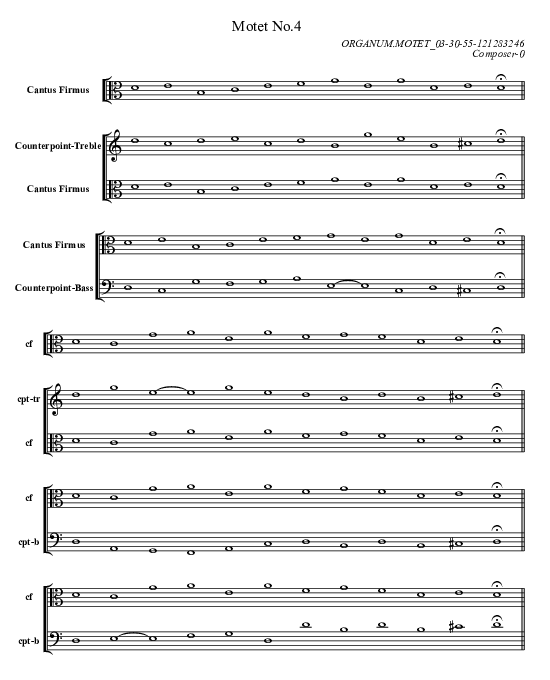 Motet No.4
ORGANUM.MOTET_03-30-55-121283246
Composer-0
Cantus Firmus
Counterpoint-Treble
Cantus Firmus
Cantus Firmus
Counterpoint-Bass
cf
cpt-tr
cf
cf
cpt-b
cf
cpt-b